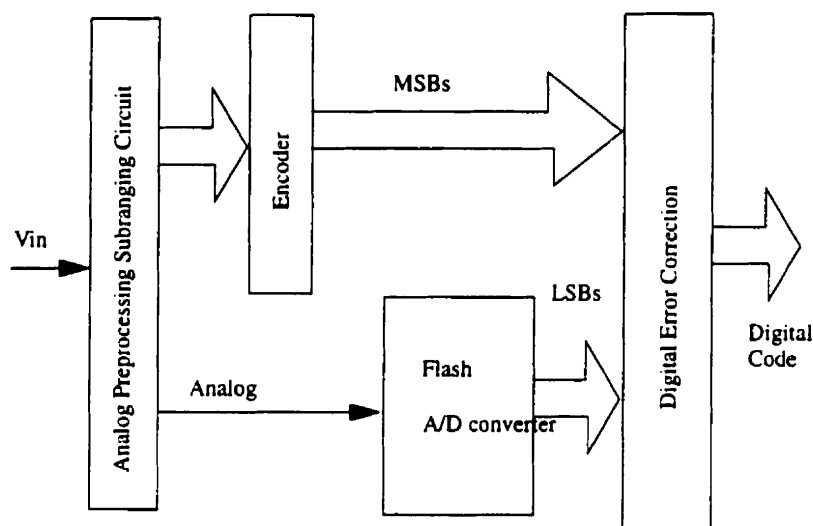 Vin
Analog Preprocessing Subranging Circuit
Encoder
MSBs
Analog
Flash
A/D converter
LSBs
Digital Error Correction
Digital
Code